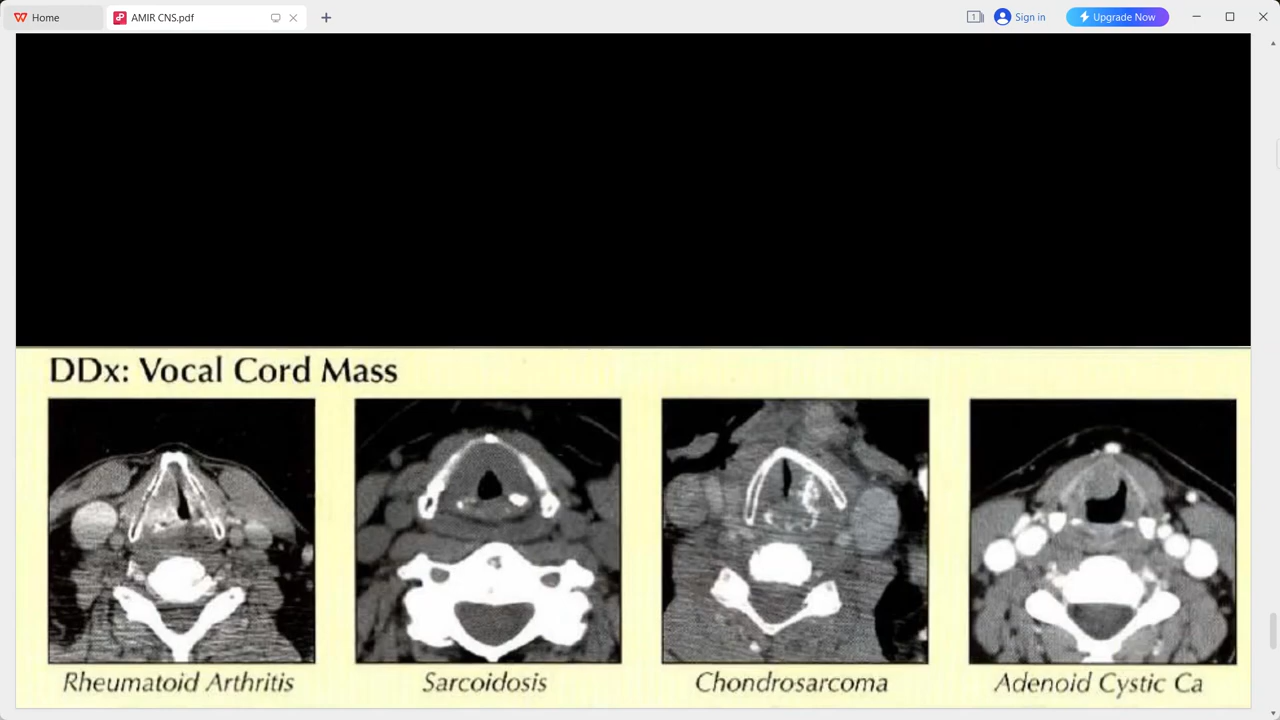 Home
AMIR CNS.pdf
1
Sign in
Upgrade Now
DDx: Vocal Cord Mass
Rheumatoid Arthritis
Sarcoidosis
Chondrosarcoma
Adenoid Cystic Ca